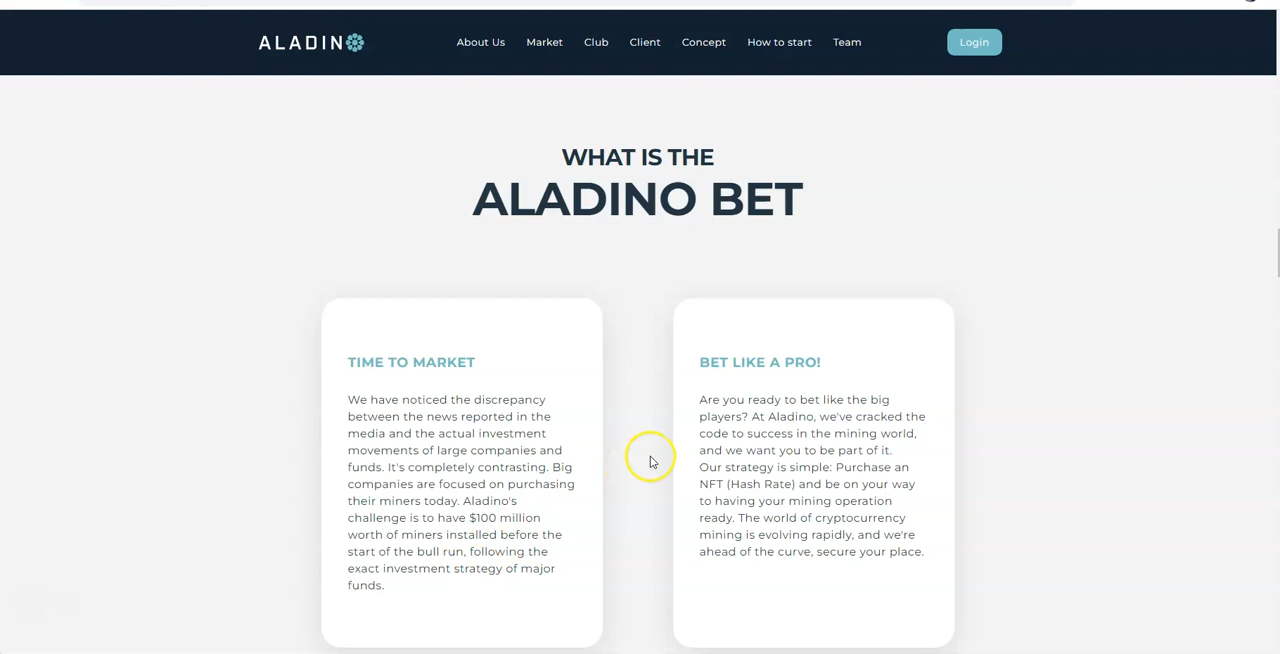 ALADINO
About Us
Market
Club
Client
Concept
How to start
Team
Login
WHAT IS THE
ALADINO BET
TIME TO MARKET
We have noticed the discrepancy
between the news reported in the
media and the actual investment
movements of large companies and
funds. It's completely contrasting. Big
companies are focused on purchasing
their miners today. Aladino's
challenge is to have $100 million
worth of miners installed before the
start of the bull run, following the
exact investment strategy of major
funds.
BET LIKE A PRO!
Are you ready to bet like the big
players? At Aladino, we've cracked the
code to success in the mining world,
and we want you to be part of it.
Our strategy is simple: Purchase an
NFT (Hash Rate) and be on your way
to having your mining operation
ready. The world of cryptocurrency
mining is evolving rapidly, and we're
ahead of the curve, secure your place.